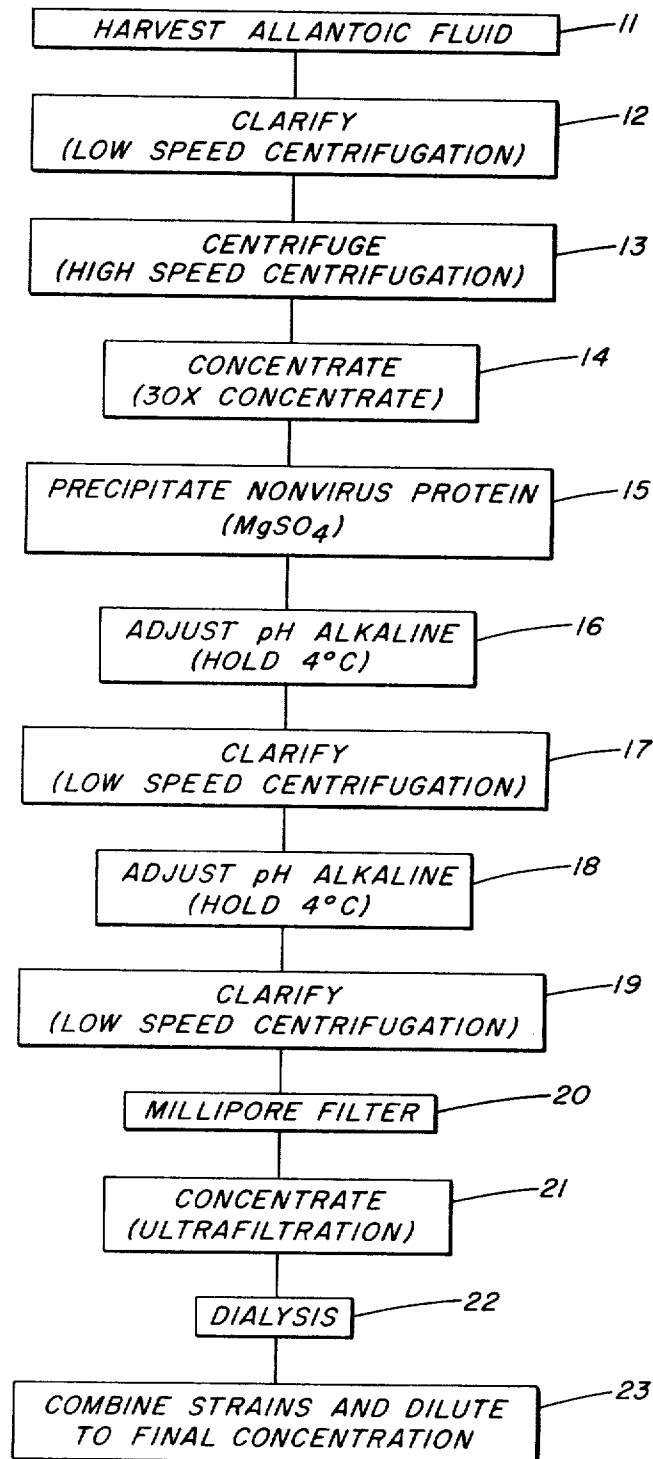 HARVEST ALLANTOIC FLUID 11
CLARIFY 12
(LOW SPEED CENTRIFUGATION)
CENTRIFUGE 13
(HIGH SPEED CENTRIFUGATION)
CONCENTRATE 14
(30X CONCENTRATE)
PRECIPITATE NONVIRUS PROTEIN 15
(MgSO4)
ADJUST pH ALKALINE 16
(HOLD 4°C)
CLARIFY 17
(LOW SPEED CENTRIFUGATION)
ADJUST pH ALKALINE 18
(HOLD 4°C)
CLARIFY 19
(LOW SPEED CENTRIFUGATION)
MILLIPORE FILTER 20
CONCENTRATE 21
(ULTRAFILTRATION)
DIALYSIS 22
COMBINE STRAINS AND DILUTE 23
TO FINAL CONCENTRATION